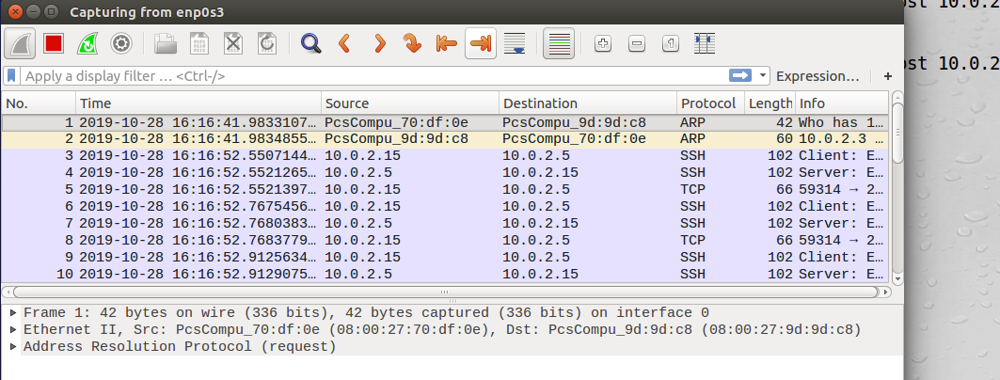 Capturing from enp0s3
ost 10.0.2
Apply a display filter … <Ctrl-/>
Expression…
+
ost 10.0.2
No. Time Source Destination Protocol Length Info
1 2019-10-28 16:16:41.9833107… PcsCompu_70:df:0e PcsCompu_9d:9d:c8 ARP 42 Who has 1…
2 2019-10-28 16:16:41.9834855… PcsCompu_9d:9d:c8 PcsCompu_70:df:0e ARP 60 10.0.2.3 …
3 2019-10-28 16:16:52.5507144… 10.0.2.15 10.0.2.5 SSH 102 Client: E…
4 2019-10-28 16:16:52.5521265… 10.0.2.5 10.0.2.15 SSH 102 Server: E…
5 2019-10-28 16:16:52.5521397… 10.0.2.15 10.0.2.5 TCP 66 59314 → 2…
6 2019-10-28 16:16:52.7675456… 10.0.2.15 10.0.2.5 SSH 102 Client: E…
7 2019-10-28 16:16:52.7680383… 10.0.2.5 10.0.2.15 SSH 102 Server: E…
8 2019-10-28 16:16:52.7683779… 10.0.2.15 10.0.2.5 TCP 66 59314 → 2…
9 2019-10-28 16:16:52.9125634… 10.0.2.15 10.0.2.5 SSH 102 Client: E…
10 2019-10-28 16:16:52.9129075… 10.0.2.5 10.0.2.15 SSH 102 Server: E…
Frame 1: 42 bytes on wire (336 bits), 42 bytes captured (336 bits) on interface 0
Ethernet II, Src: PcsCompu_70:df:0e (08:00:27:70:df:0e), Dst: PcsCompu_9d:9d:c8 (08:00:27:9d:9d:c8)
Address Resolution Protocol (request)